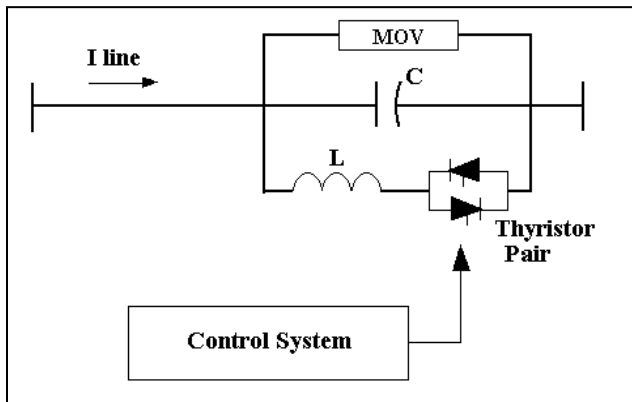 MOV
I line
C
L
Thyristor
Pair
Control System